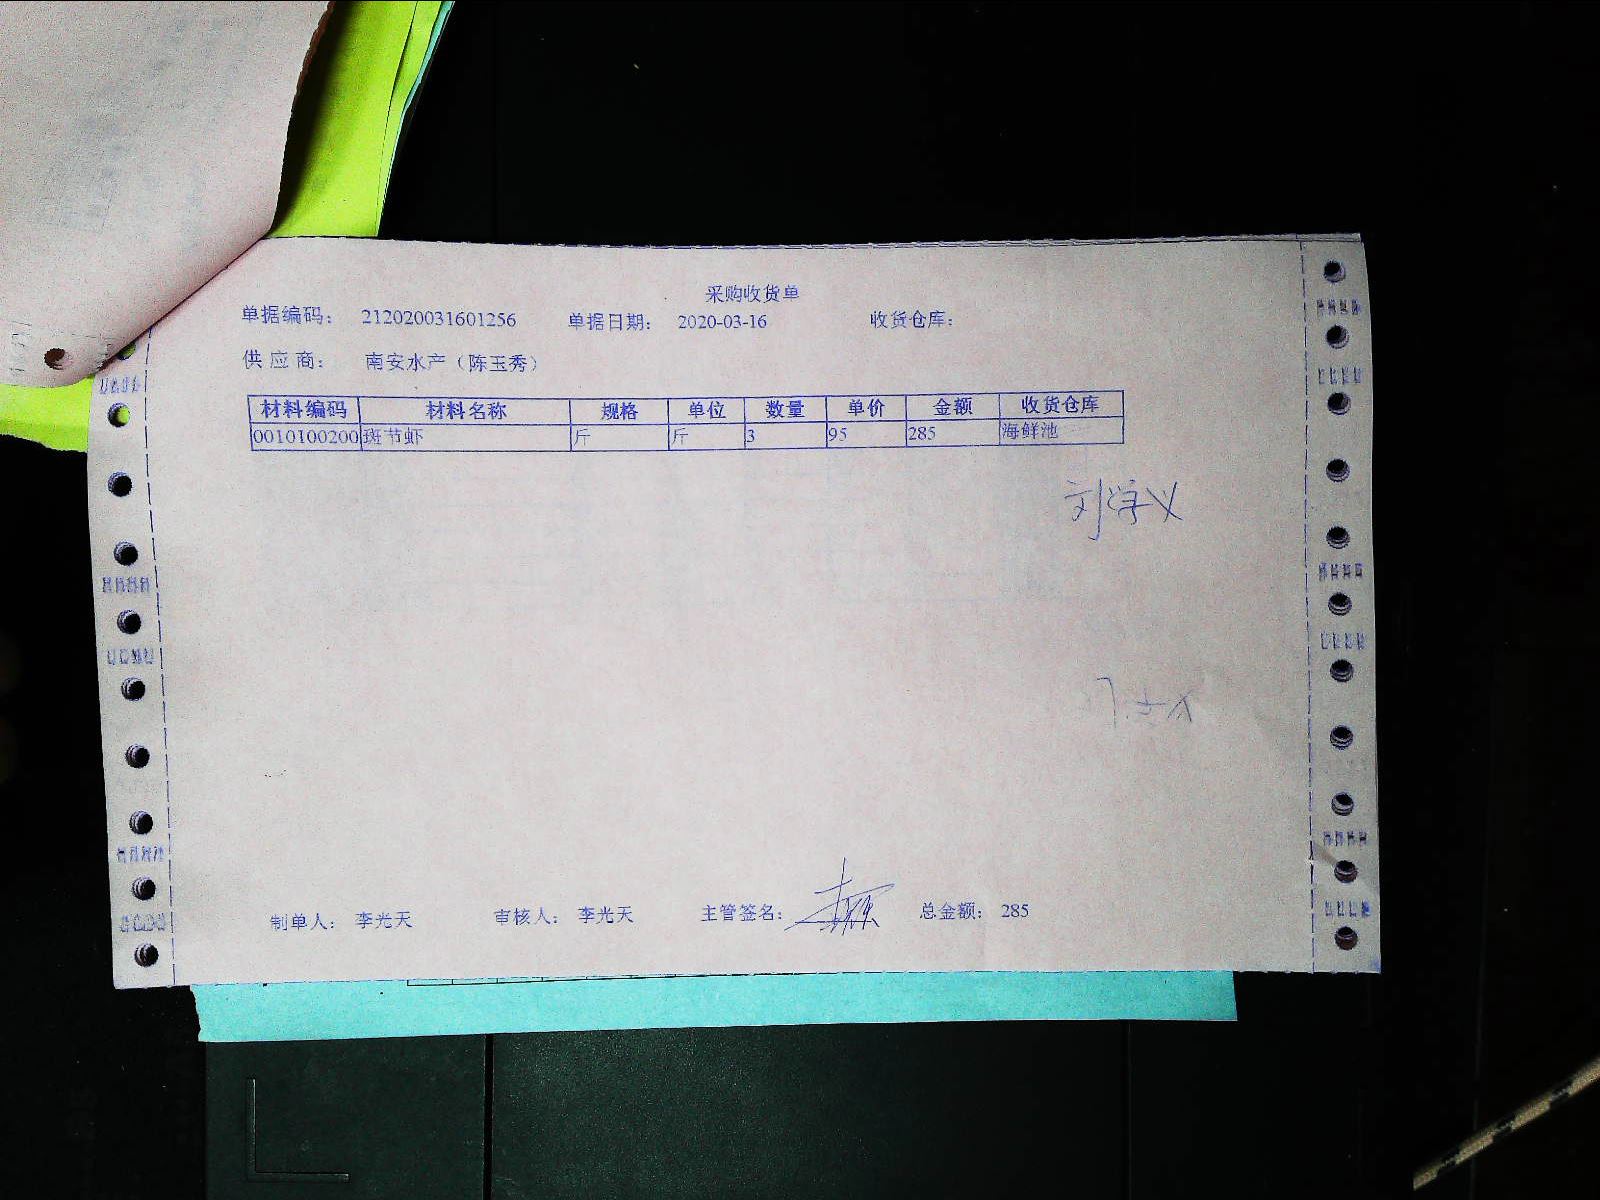 采购收货单
单据编码： 212020031601256 单据日期： 2020-03-16 收货仓库：
供 应 商： 南安水产（陈玉秀）
材料编码 材料名称 规格 单位 数量 单价 金额 收货仓库
0010100200 斑节虾 斤 斤 3 95 285 海鲜池
刘学义
制单人： 李光天 审核人： 李光天 主管签名： 总金额： 285